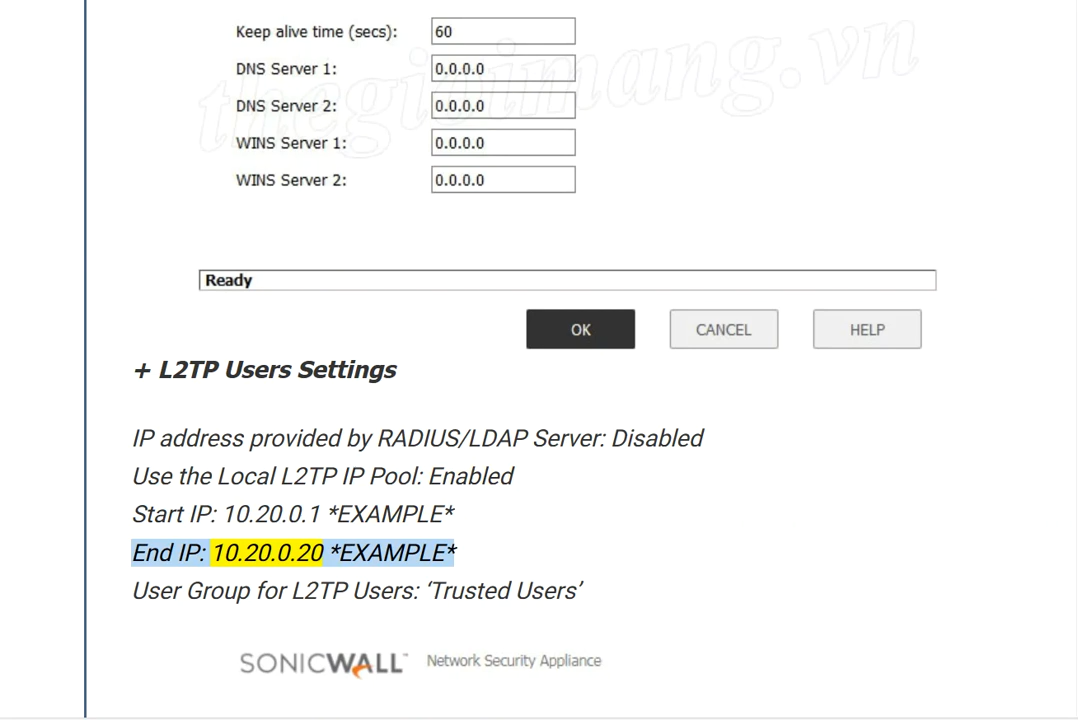 Keep alive time (secs): 60
DNS Server 1: 0.0.0.0
DNS Server 2: 0.0.0.0
WINS Server 1: 0.0.0.0
WINS Server 2: 0.0.0.0
thegioimang.vn
Ready
OK CANCEL HELP
+ L2TP Users Settings
IP address provided by RADIUS/LDAP Server: Disabled
Use the Local L2TP IP Pool: Enabled
Start IP: 10.20.0.1 *EXAMPLE*
End IP: 10.20.0.20 *EXAMPLE*
User Group for L2TP Users: ‘Trusted Users’
SONICWALL™ Network Security Appliance